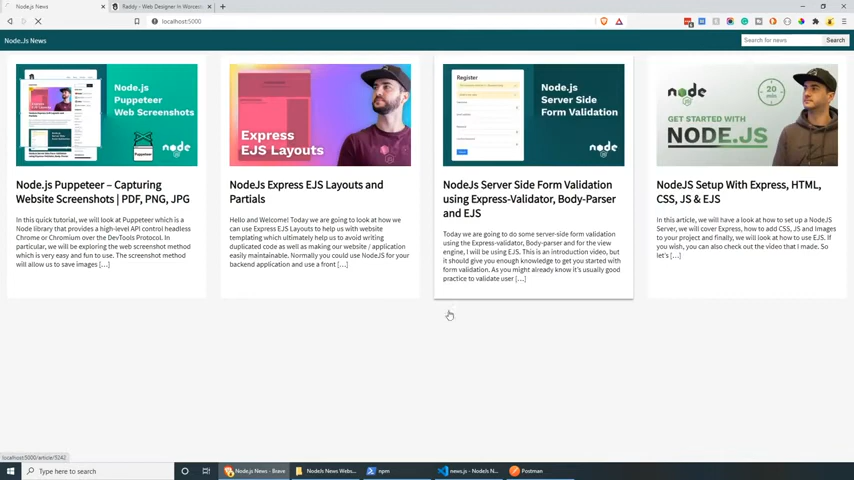 Node.js News
Raddy - Web Designer In Worcest
localhost:5000
Node.Js News
Search for news
Search
Node.js
Puppeteer
Web Screenshots
Puppeteer
node
Express
EJS Layouts
Register
Node.js
Server Side
Form Validation
node
node
20
min
GET STARTED WITH
NODE.JS
Node.js Puppeteer – Capturing
Website Screenshots | PDF, PNG, JPG
In this quick tutorial, we will look at Puppeteer which is a
Node library that provides a high-level API control headless
Chrome or Chromium over the DevTools Protocol. In
particular, we will be exploring the web screenshot method
which is very easy and fun to use. The screenshot method
will allow us to save images […]
NodeJs Express EJS Layouts and
Partials
Hello and Welcome! Today we are going to look at how we
can use Express EJS Layouts to help us with website
templating which ultimately help us to avoid writing
duplicated code as well as making our website / application
easily maintainable. Normally you could use NodeJS for your
backend application and use a front […]
NodeJs Server Side Form Validation
using Express-Validator, Body-Parser
and EJS
Today we are going to do some server-side form validation
using the Express-validator, Body-parser and for the view
engine, I will be using EJS. This is an introduction video, but
it should give you enough knowledge to get you started with
form validation. As you might already know it's usually good
practice to validate user […]
NodeJS Setup With Express, HTML,
CSS, JS & EJS
In this article, we will have a look at how to set up a NodeJS
Server, we will cover Express, how to add CSS, JS and Images
to your project and finally, we will look at how to use EJS. If
you wish, you can also check out the video that I made. So
let's […]
localhost:5000/article/5242
Type here to search
Node.js News - Brave
NodeJs News Webs...
npm
news.js - NodeJs N...
Postman